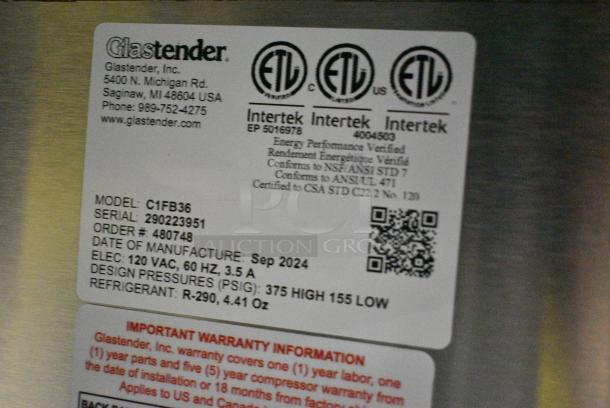 Glastender
Glastender, Inc.
5400 N. Michigan Rd.
Saginaw, MI 48604 USA
Phone: 989-752-4275
www.glastender.com
ETL ETL ETL
C US
Intertek Intertek Intertek
EP 5016978 4004503
Energy Performance Verified
Rendement Energétique Vérifié
Conforms to NSF/ANSI STD 7
Conforms to ANSI/UL 471
Certified to CSA STD C22.2 No. 120
MODEL: C1FB36
SERIAL: 290223951
ORDER #: 480748
DATE OF MANUFACTURE: Sep 2024
ELEC: 120 VAC, 60 HZ, 3.5 A
DESIGN PRESSURES (PSIG): 375 HIGH 155 LOW
REFRIGERANT: R-290, 4.41 Oz
PCI
AUCTION GROUP
IMPORTANT WARRANTY INFORMATION
Glastender, Inc. warranty covers one (1) year labor, one
(1) year parts and five (5) year compressor warranty from
the date of installation or 18 months from factory
Applies to US and Canada